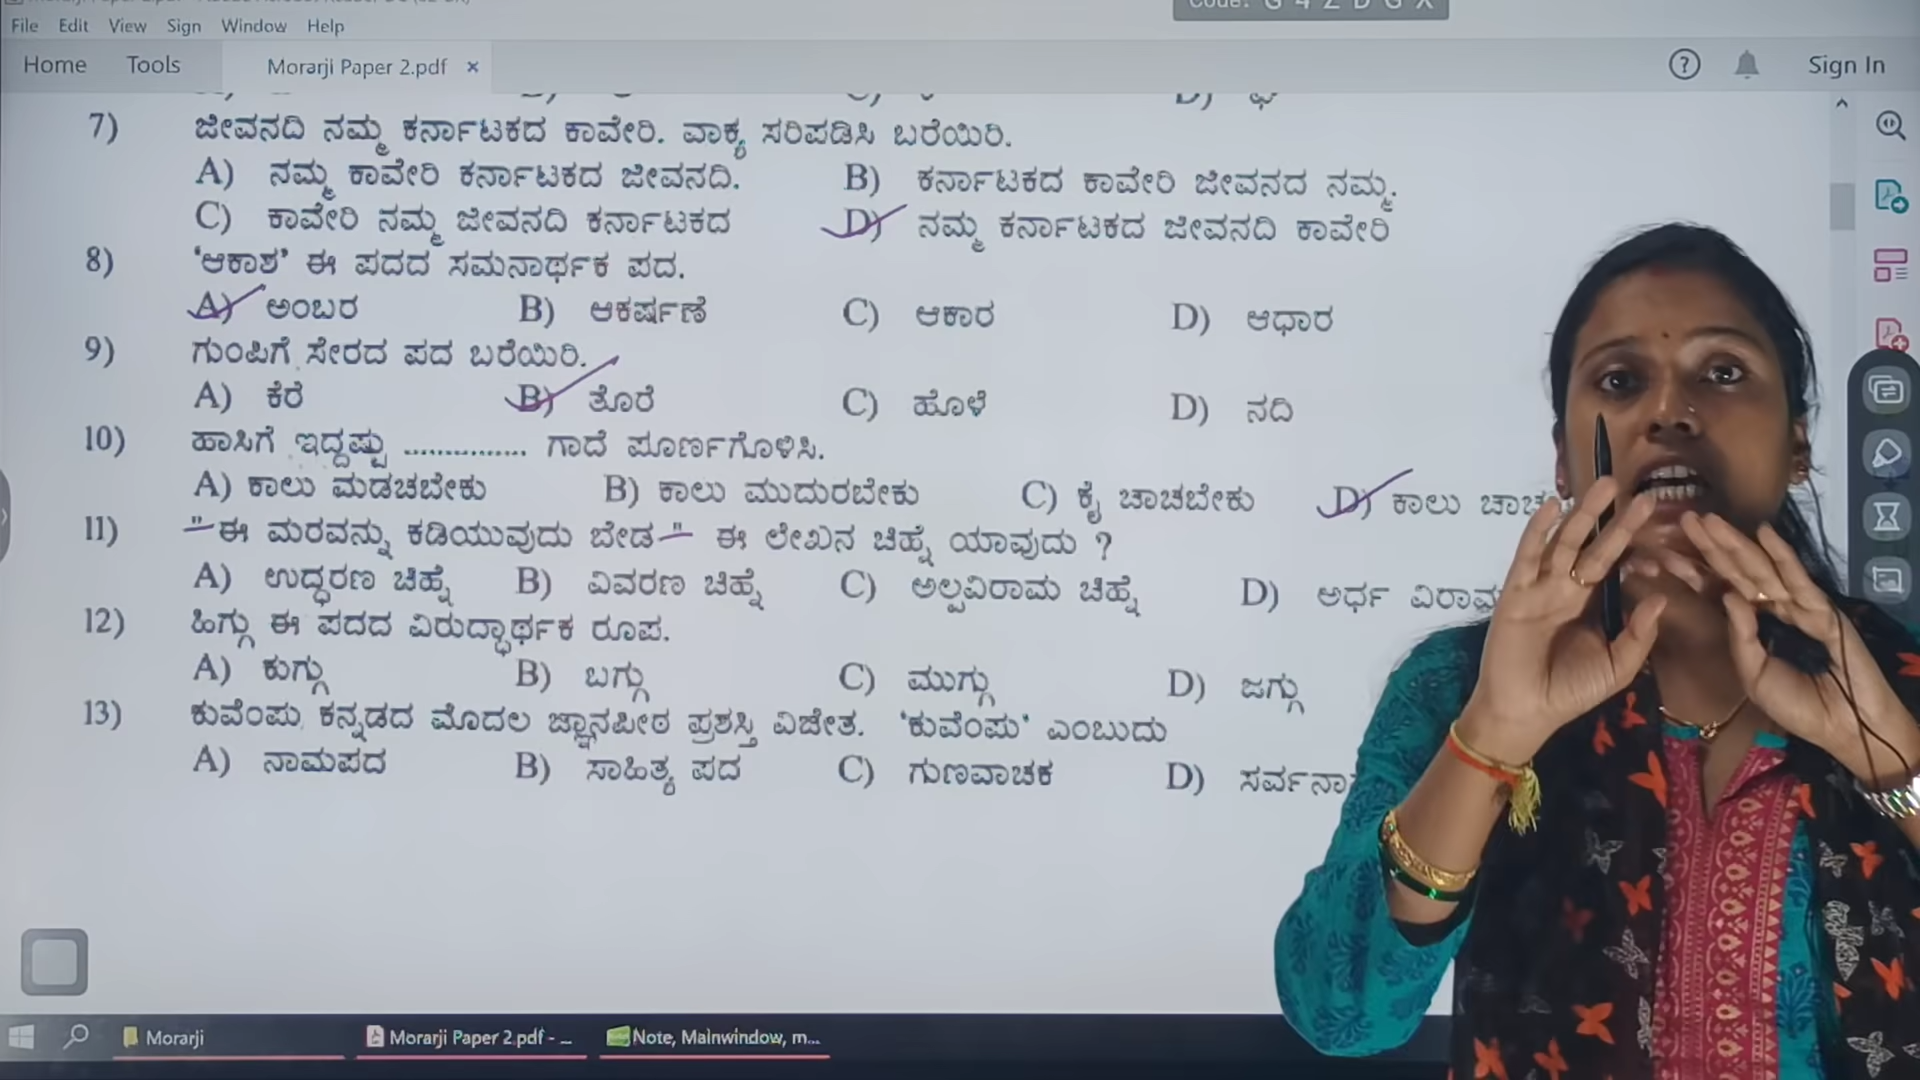 File Edit View Sign Window Help
Home Tools Morarji Paper 2.pdf × Sign In
7) ಜೀವನದಿ ನಮ್ಮ ಕರ್ನಾಟಕದ ಕಾವೇರಿ. ವಾಕ್ಯ ಸರಿಪಡಿಸಿ ಬರೆಯಿರಿ.
A) ನಮ್ಮ ಕಾವೇರಿ ಕರ್ನಾಟಕದ ಜೀವನದಿ. B) ಕರ್ನಾಟಕದ ಕಾವೇರಿ ಜೀವನದ ನಮ್ಮ.
C) ಕಾವೇರಿ ನಮ್ಮ ಜೀವನದಿ ಕರ್ನಾಟಕದ D) ನಮ್ಮ ಕರ್ನಾಟಕದ ಜೀವನದಿ ಕಾವೇರಿ
8) 'ಆಕಾಶ' ಈ ಪದದ ಸಮನಾರ್ಥಕ ಪದ.
A) ಅಂಬರ B) ಆಕರ್ಷಣೆ C) ಆಕಾರ D) ಆಧಾರ
9) ಗುಂಪಿಗೆ ಸೇರದ ಪದ ಬರೆಯಿರಿ.
A) ಕೆರೆ B) ತೊರೆ C) ಹೊಳೆ D) ನದಿ
10) ಹಾಸಿಗೆ ಇದ್ದಷ್ಟು ............... ಗಾದೆ ಪೂರ್ಣಗೊಳಿಸಿ.
A) ಕಾಲು ಮಡಚಬೇಕು B) ಕಾಲು ಮುದುರಬೇಕು C) ಕೈ ಚಾಚಬೇಕು D) ಕಾಲು
11) "ಈ ಮರವನ್ನು ಕಡಿಯುವುದು ಬೇಡ" ಈ ಲೇಖನ ಚಿಹ್ನೆ ಯಾವುದು ?
A) ಉದ್ಧರಣ ಚಿಹ್ನೆ B) ವಿವರಣ ಚಿಹ್ನೆ C) ಅಲ್ಪವಿರಾಮ ಚಿಹ್ನೆ D) ಅರ್ಧ ವಿರಾಮ
12) ಹಿಗ್ಗು ಈ ಪದದ ವಿರುದ್ಧಾರ್ಥಕ ರೂಪ.
A) ಕುಗ್ಗು B) ಬಗ್ಗು C) ಮುಗ್ಗು D) ಜಗ್ಗು
13) ಕುವೆಂಪು ಕನ್ನಡದ ಮೊದಲ ಜ್ಞಾನಪೀಠ ಪ್ರಶಸ್ತಿ ವಿಜೇತ. 'ಕುವೆಂಪು' ಎಂಬುದು
A) ನಾಮಪದ B) ಸಾಹಿತ್ಯ ಪದ C) ಗುಣವಾಚಕ D)
Morarji Morarji Paper 2.pdf - ... Note, Mainwindow, m...